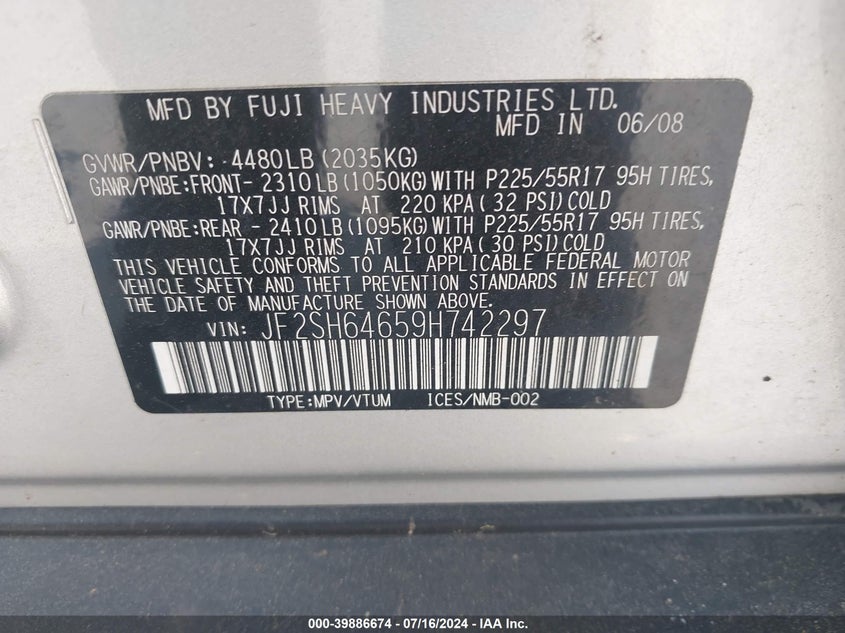 MFD BY FUJI HEAVY INDUSTRIES LTD.
MFD IN 06/08
GVWR/PNBV: 4480LB (2035KG)
GAWR/PNBE:FRONT- 2310LB (1050KG) WITH P225/55R17 95H TIRES,
17X7JJ RIMS AT 220 KPA ( 32 PSI) COLD
GAWR/PNBE:REAR - 2410LB (1095KG) WITH P225/55R17 95H TIRES,
17X7JJ RIMS AT 210 KPA ( 30 PSI) COLD
THIS VEHICLE CONFORMS TO ALL APPLICABLE FEDERAL MOTOR
VEHICLE SAFETY AND THEFT PREVENTION STANDARDS IN EFFECT ON
THE DATE OF MANUFACTURE SHOWN ABOVE.
VIN: JF2SH64659H742297
TYPE:MPV/VTUM ICES/NMB-002
000-39886674 / 07/16/2024 - IAA Inc.